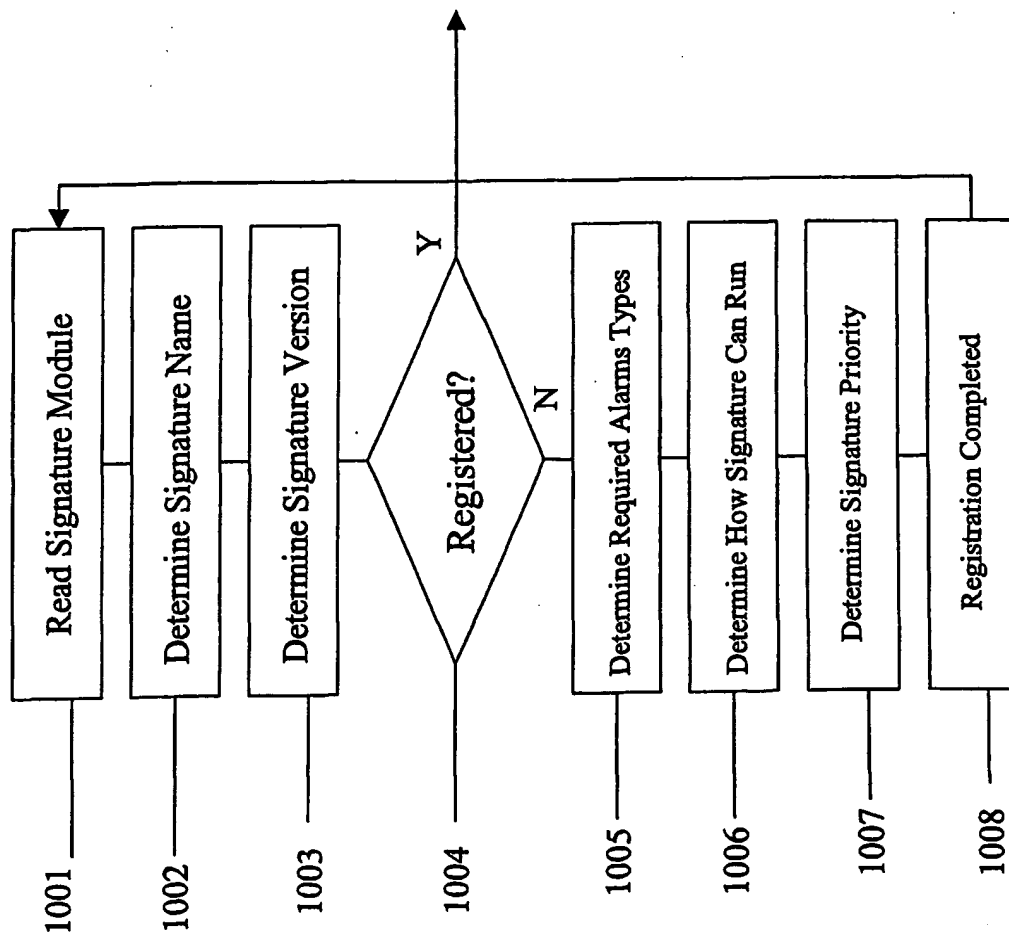 1001
Read Signature Module
1002
Determine Signature Name
1003
Determine Signature Version
1004
Registered?
Y
N
1005
Determine Required Alarms Types
1006
Determine How Signature Can Run
1007
Determine Signature Priority
1008
Registration Completed